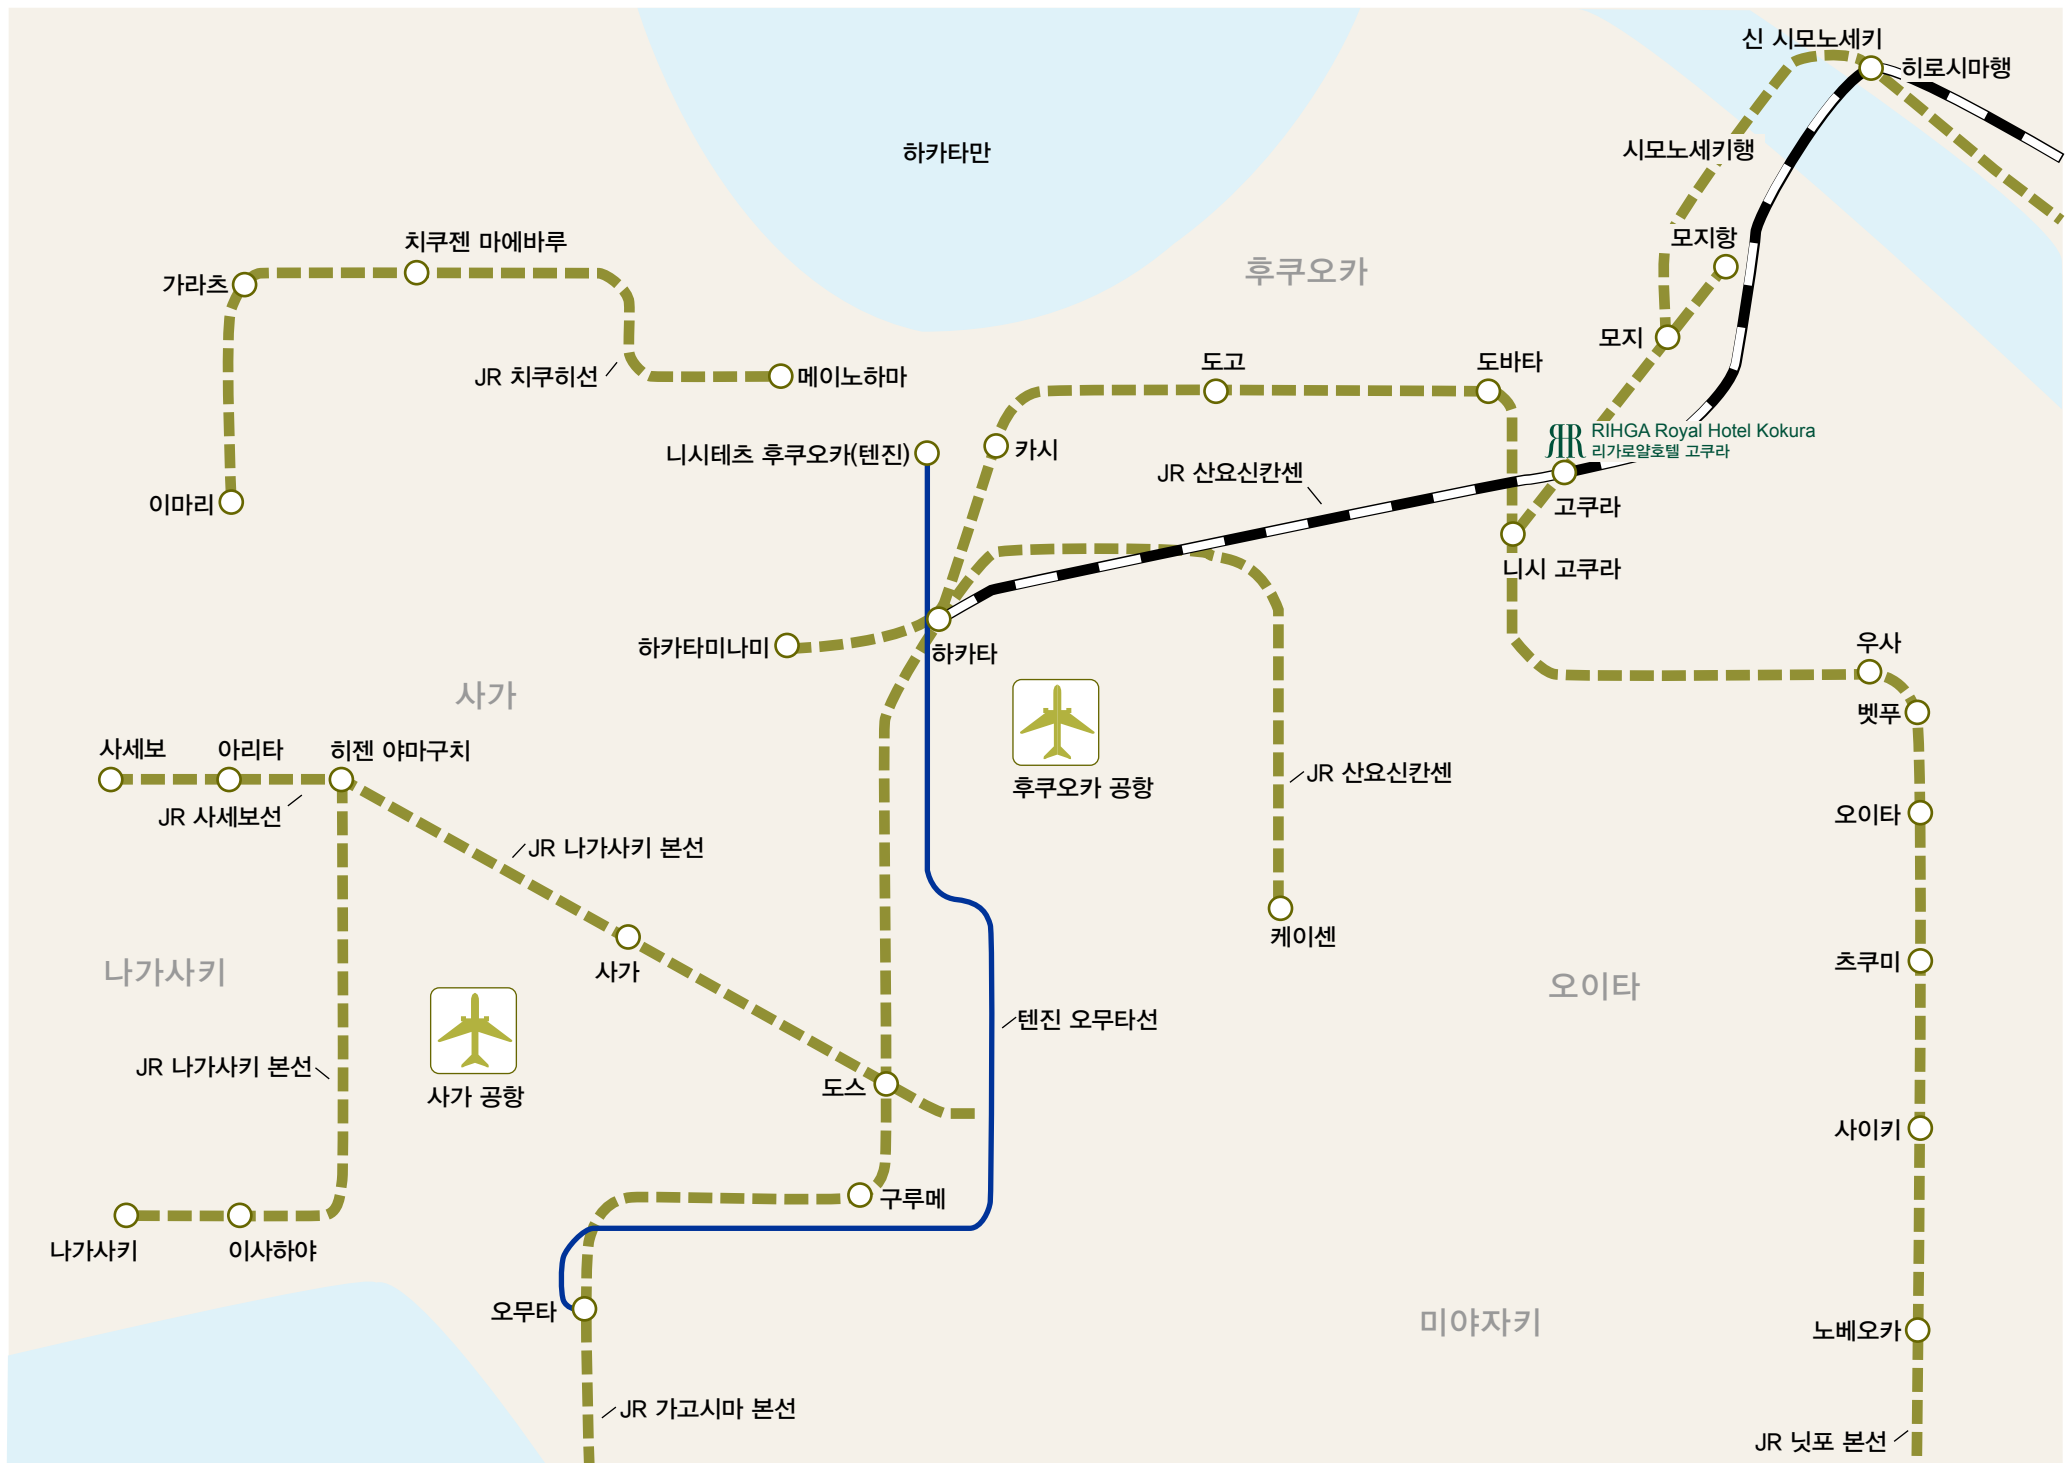 신 시모노세키
히로시마행
하카타만
시모노세키행
모지항
치쿠젠 마에바루
후쿠오카
가라츠
모지
JR 치쿠히선
메이노하마
도고
도바타
RIHGA Royal Hotel Kokura
리가로얄호텔 고쿠라
니시테츠 후쿠오카(텐진)
카시
JR 산요신칸센
이마리
고쿠라
니시 고쿠라
하카타미나미
하카타
우사
사가
벳푸
사세보
아리타
히젠 야마구치
후쿠오카 공항
JR 산요신칸센
JR 사세보선
오이타
JR 나가사키 본선
케이센
나가사키
사가
오이타
츠쿠미
텐진 오무타선
JR 나가사키 본선
사가 공항
도스
사이키
구루메
나가사키
이사하야
오무타
미야자키
노베오카
JR 가고시마 본선
JR 닛포 본선